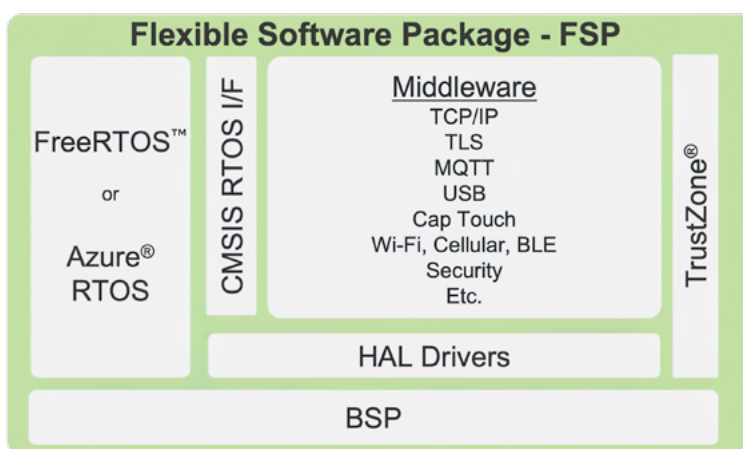 Flexible Software Package - FSP
FreeRTOS™
or
Azure®
RTOS
CMSIS RTOS I/F
Middleware
TCP/IP
TLS
MQTT
USB
Cap Touch
Wi-Fi, Cellular, BLE
Security
Etc.
TrustZone®
HAL Drivers
BSP